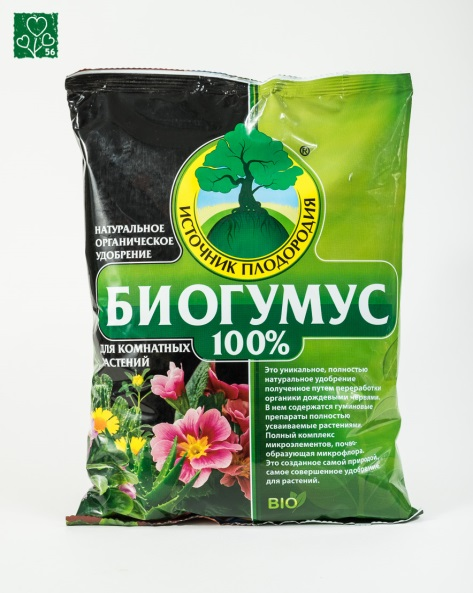 56
ИСТОЧНИК ПЛОДОРОДИЯ
®
НАТУРАЛЬНОЕ
ОРГАНИЧЕСКОЕ
УДОБРЕНИЕ
БИОГУМУС
100%
ДЛЯ КОМНАТНЫХ
РАСТЕНИЙ
Это уникальное, полностью
натуральное удобрение
полученное путем переработки
органики дождевыми червями.
В нем содержатся гуминовые
препараты полностью
усваиваемые растениями.
Полный комплекс
микроэлементов, почво-
образующая микрофлора.
Это созданное самой природой
самое совершенное удобрение
для растений.
BIO